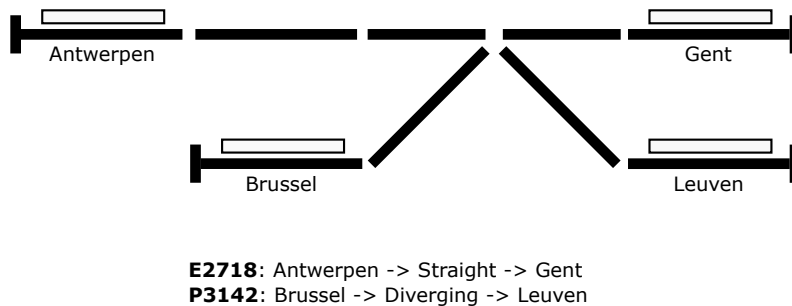 Antwerpen
Gent
Brussel
Leuven
E2718: Antwerpen -> Straight -> Gent
P3142: Brussel -> Diverging -> Leuven